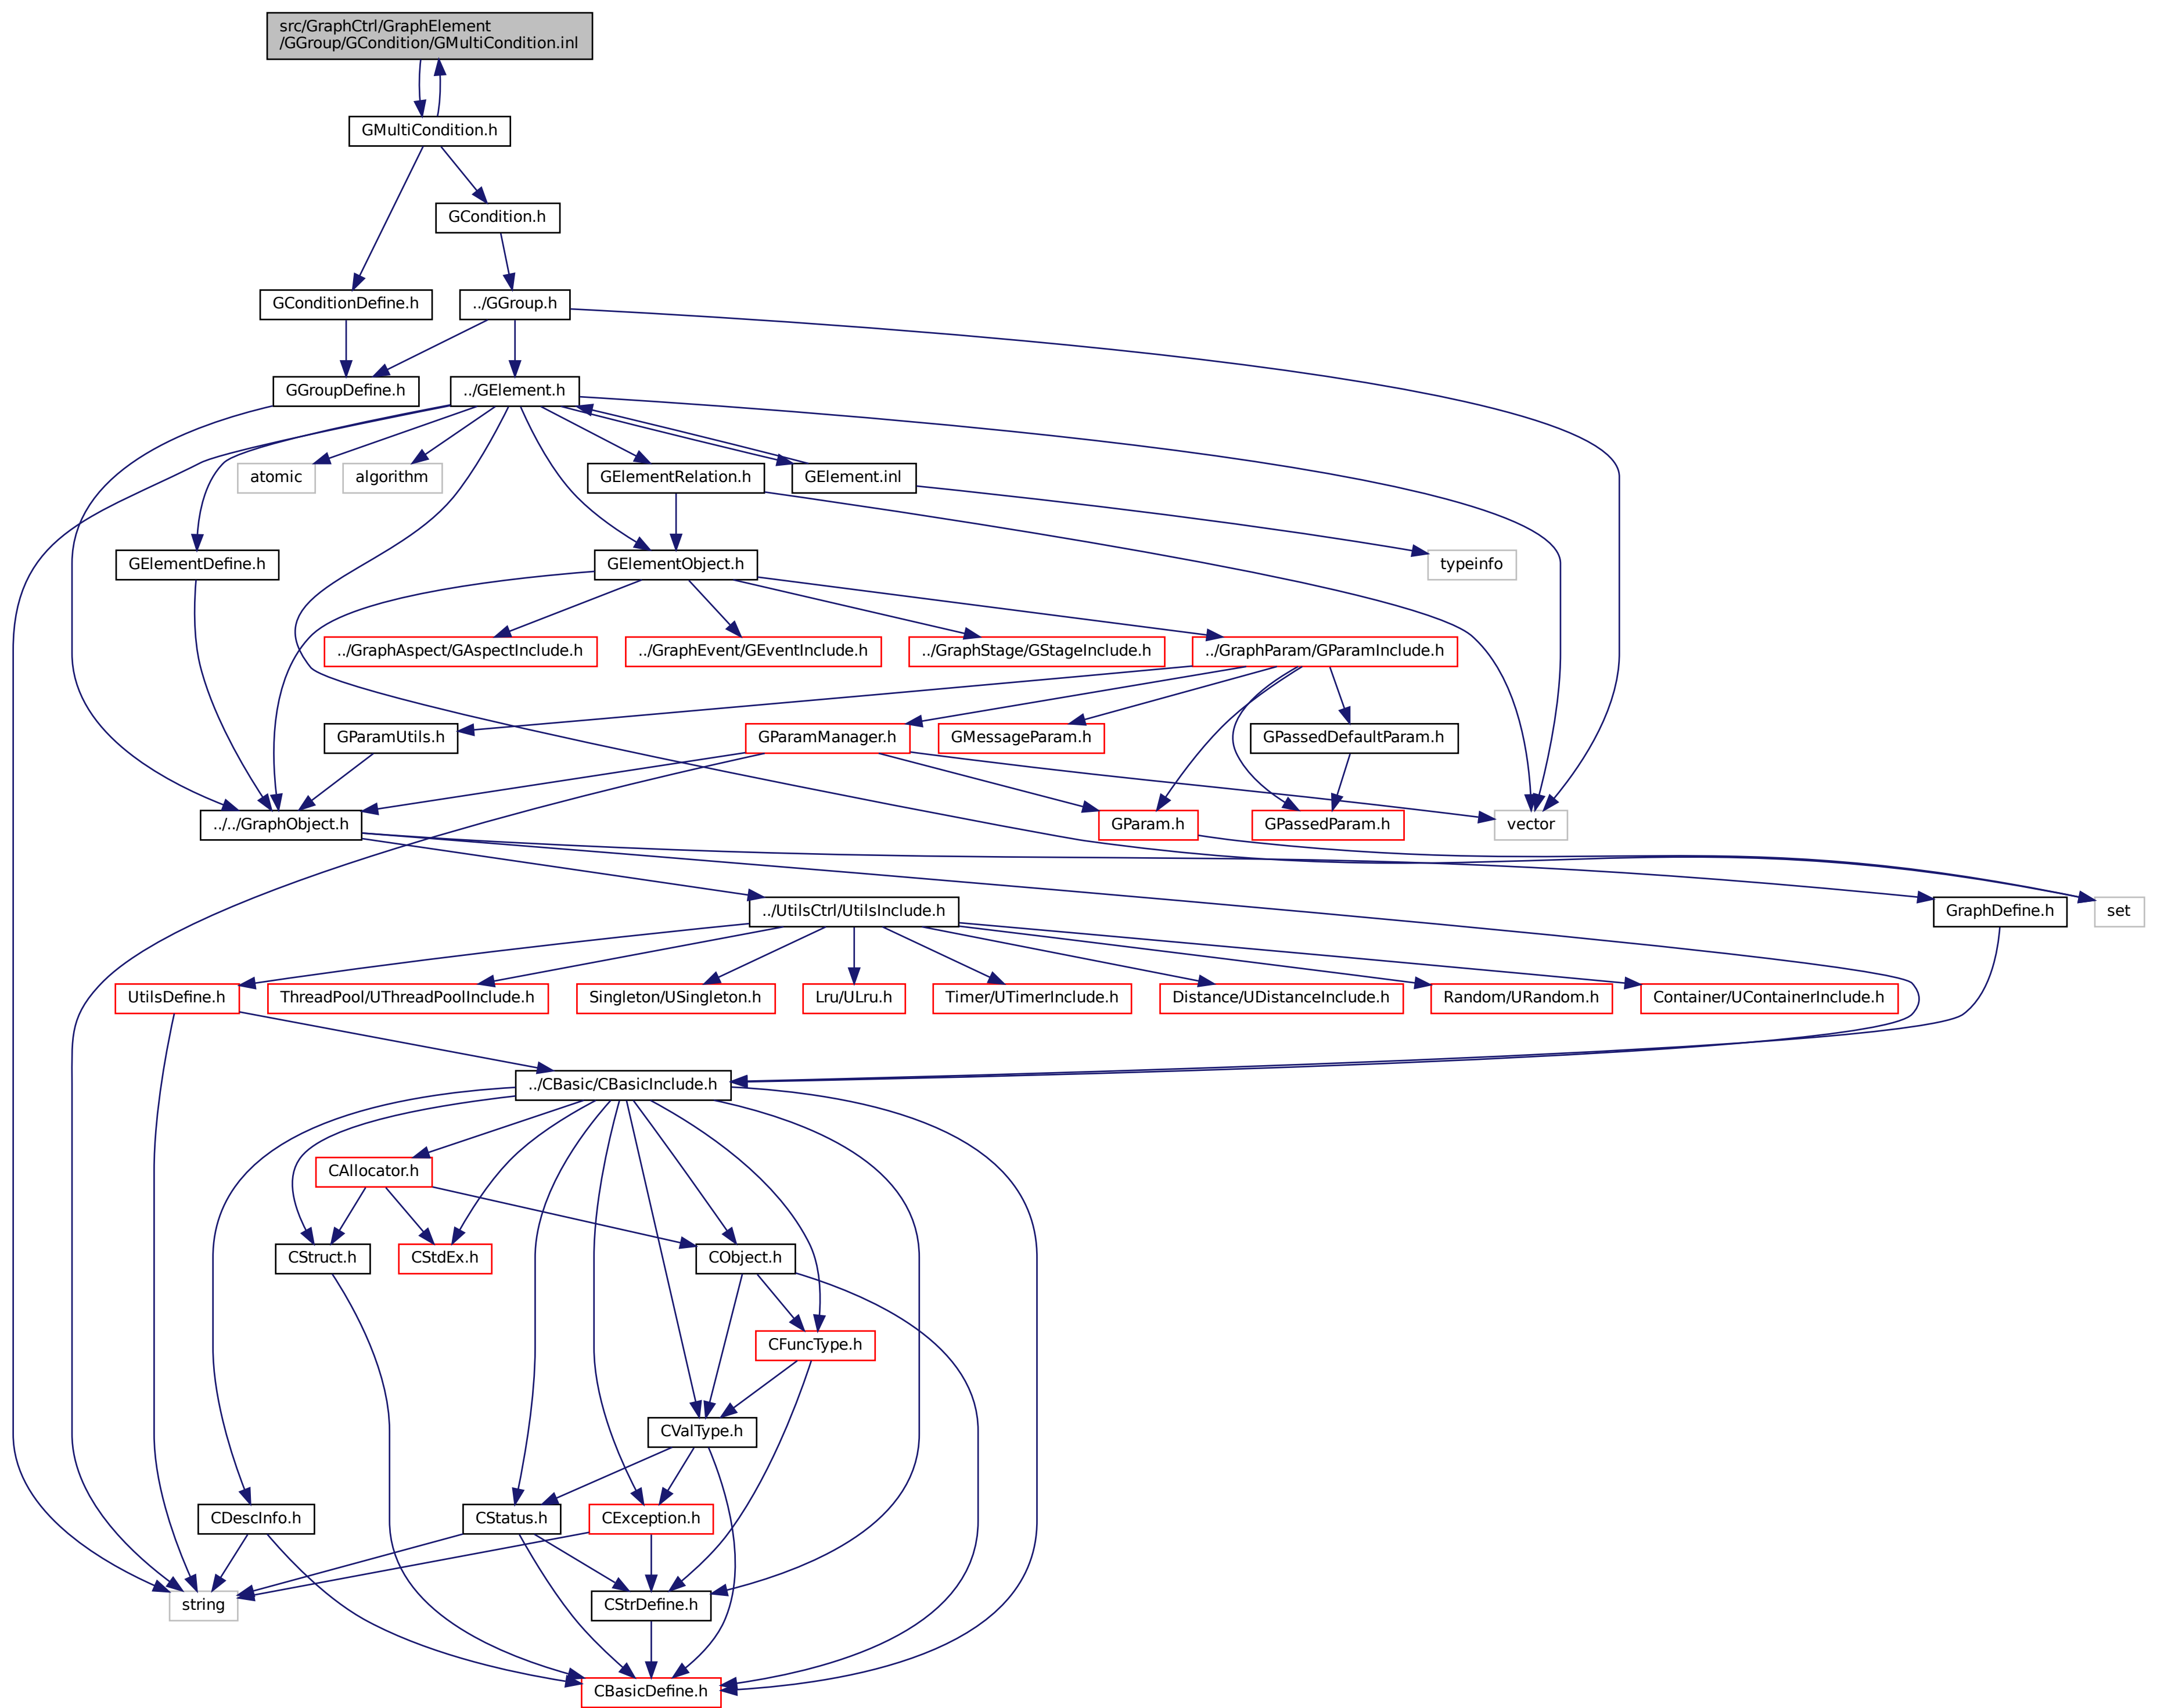 src/GraphCtrl/GraphElement
/GGroup/GCondition/GMultiCondition.inl
GMultiCondition.h
GCondition.h
GConditionDefine.h
../GGroup.h
GGroupDefine.h
../GElement.h
atomic
algorithm
GElementRelation.h
GElement.inl
GElementDefine.h
GElementObject.h
typeinfo
../GraphAspect/GAspectInclude.h
../GraphEvent/GEventInclude.h
../GraphStage/GStageInclude.h
../GraphParam/GParamInclude.h
GParamUtils.h
GParamManager.h
GMessageParam.h
GPassedDefaultParam.h
../../GraphObject.h
GParam.h
GPassedParam.h
vector
../UtilsCtrl/UtilsInclude.h
GraphDefine.h
set
UtilsDefine.h
ThreadPool/UThreadPoolInclude.h
Singleton/USingleton.h
Lru/ULru.h
Timer/UTimerInclude.h
Distance/UDistanceInclude.h
Random/URandom.h
Container/UContainerInclude.h
../CBasic/CBasicInclude.h
CAllocator.h
CStruct.h
CStdEx.h
CObject.h
CFuncType.h
CValType.h
CDescInfo.h
CStatus.h
CException.h
string
CStrDefine.h
CBasicDefine.h